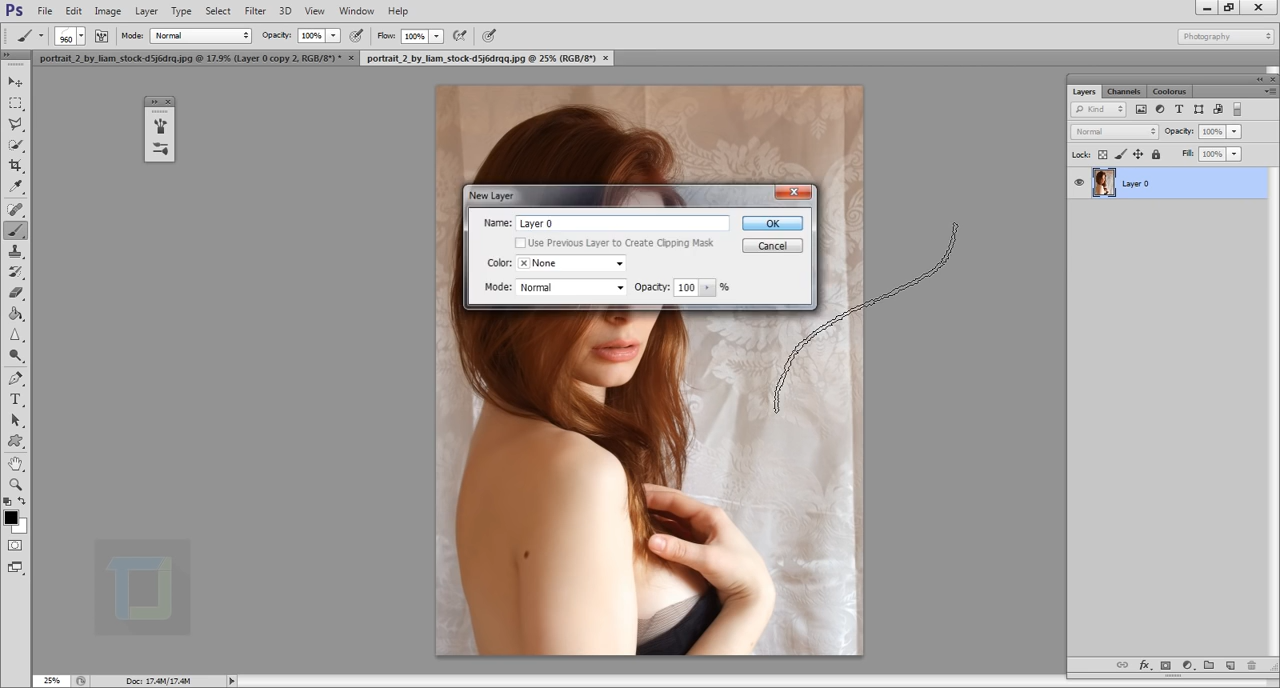 Ps File Edit Image Layer Type Select Filter 3D View Window Help
960 Mode: Normal Opacity: 100% Flow: 100% Photography
portrait_2_by_liam_stock-d5j6drq.jpg @ 17.9% (Layer 0 copy 2, RGB/8*) * × portrait_2_by_liam_stock-d5j6drqq.jpg @ 25% (RGB/8*) ×
Layers Channels Coolorus
Kind
Normal Opacity: 100%
Lock: Fill: 100%
Layer 0
New Layer
Name: Layer 0 OK
Use Previous Layer to Create Clipping Mask Cancel
Color: None
Mode: Normal Opacity: 100 %
25% Doc: 17.4M/17.4M